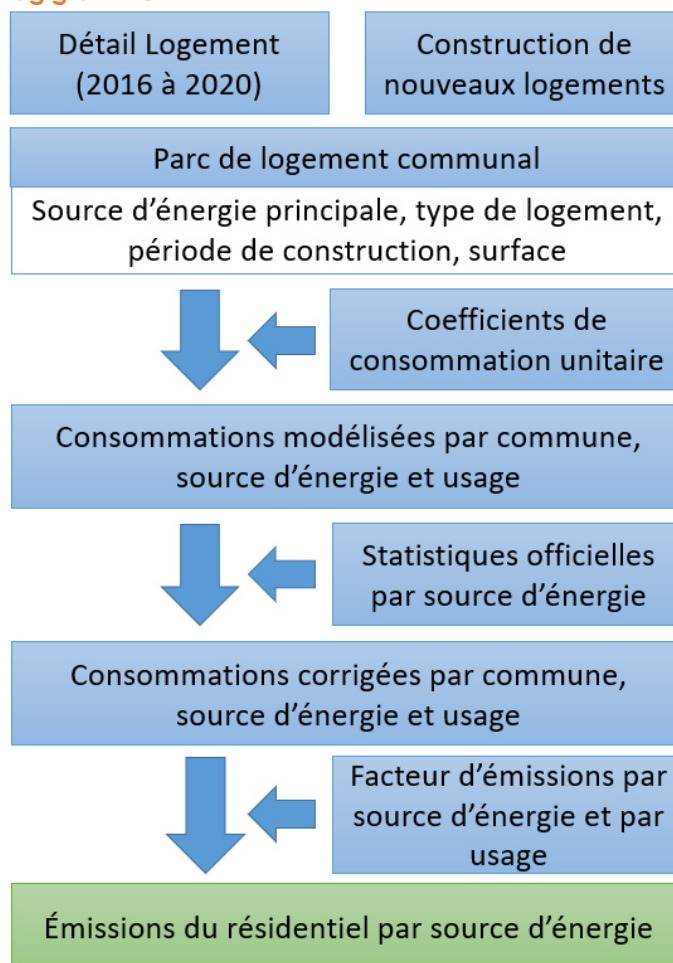 Détail Logement
(2016 à 2020)
Construction de
nouveaux logements
Parc de logement communal
Source d’énergie principale, type de logement,
période de construction, surface
Coefficients de
consommation unitaire
Consommations modélisées par commune,
source d’énergie et usage
Statistiques officielles
par source d’énergie
Consommations corrigées par commune,
source d’énergie et usage
Facteur d’émissions par
source d’énergie et par
usage
Émissions du résidentiel par source d’énergie